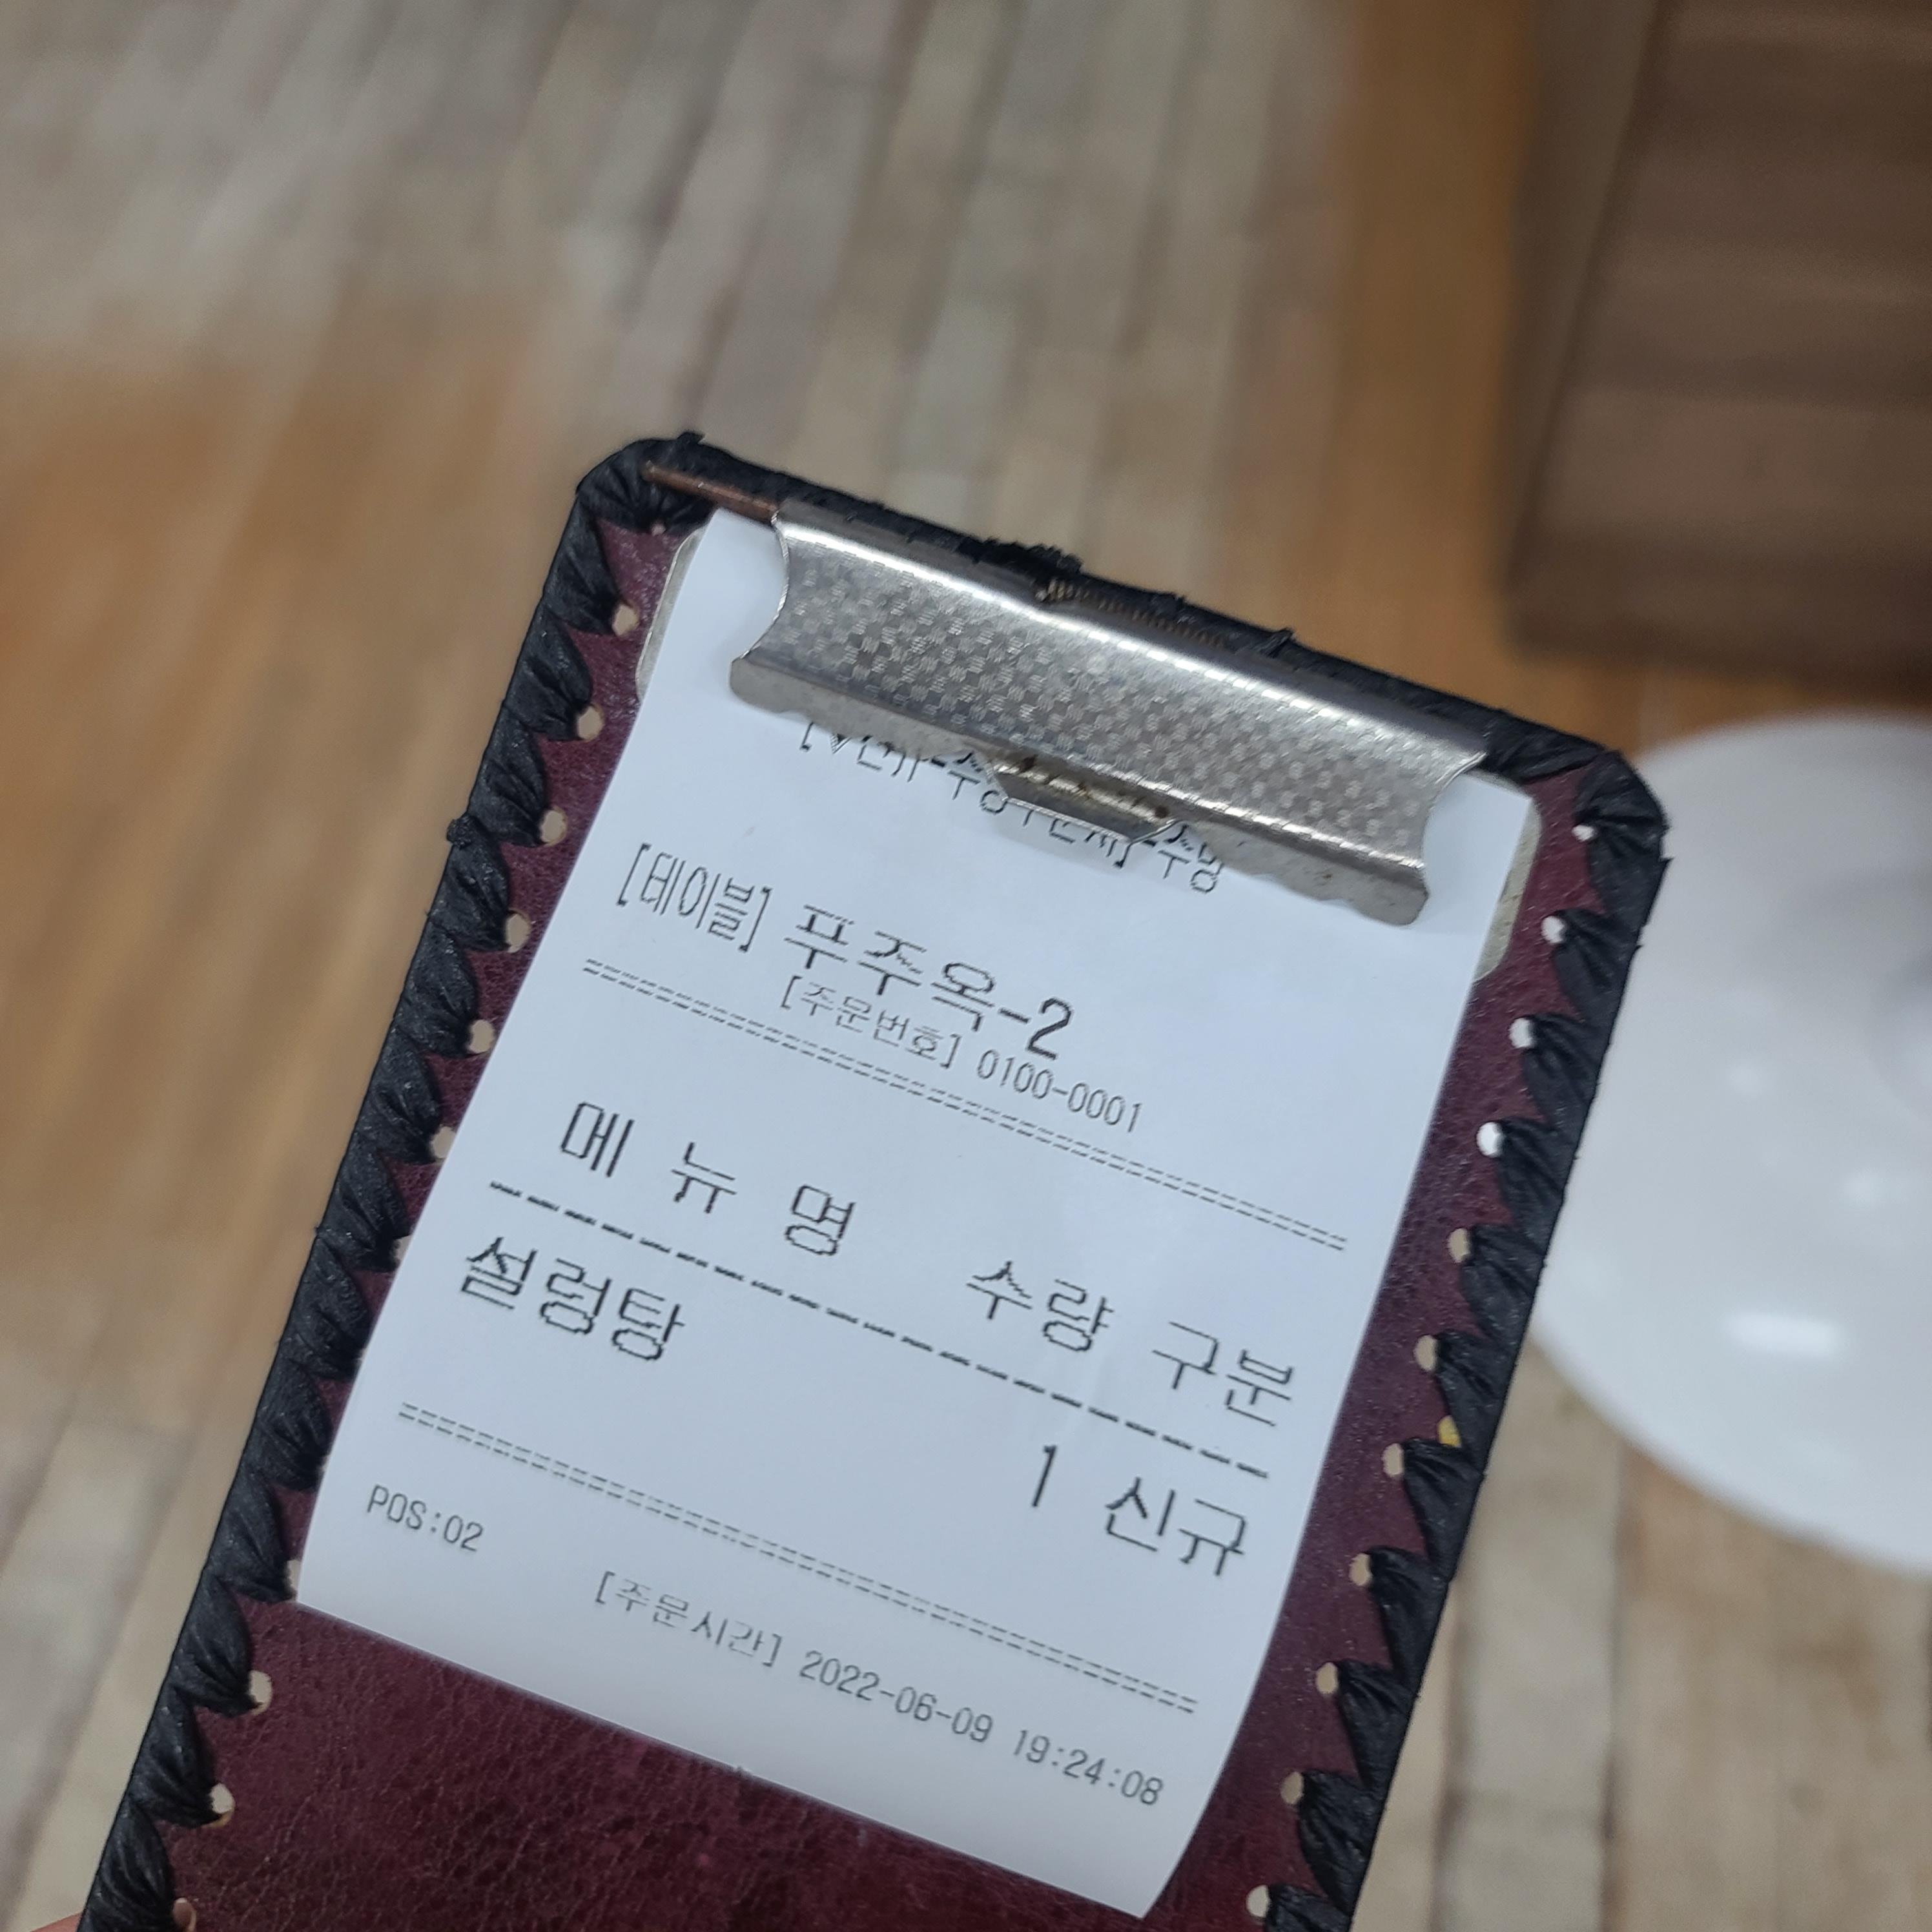 [테이블] 푸주옥-2
[주문번호] 0100-0001
메 뉴 명 수량 구분
설렁탕
1 신규
POS:02
[주문시간] 2022-06-09 19:24:08